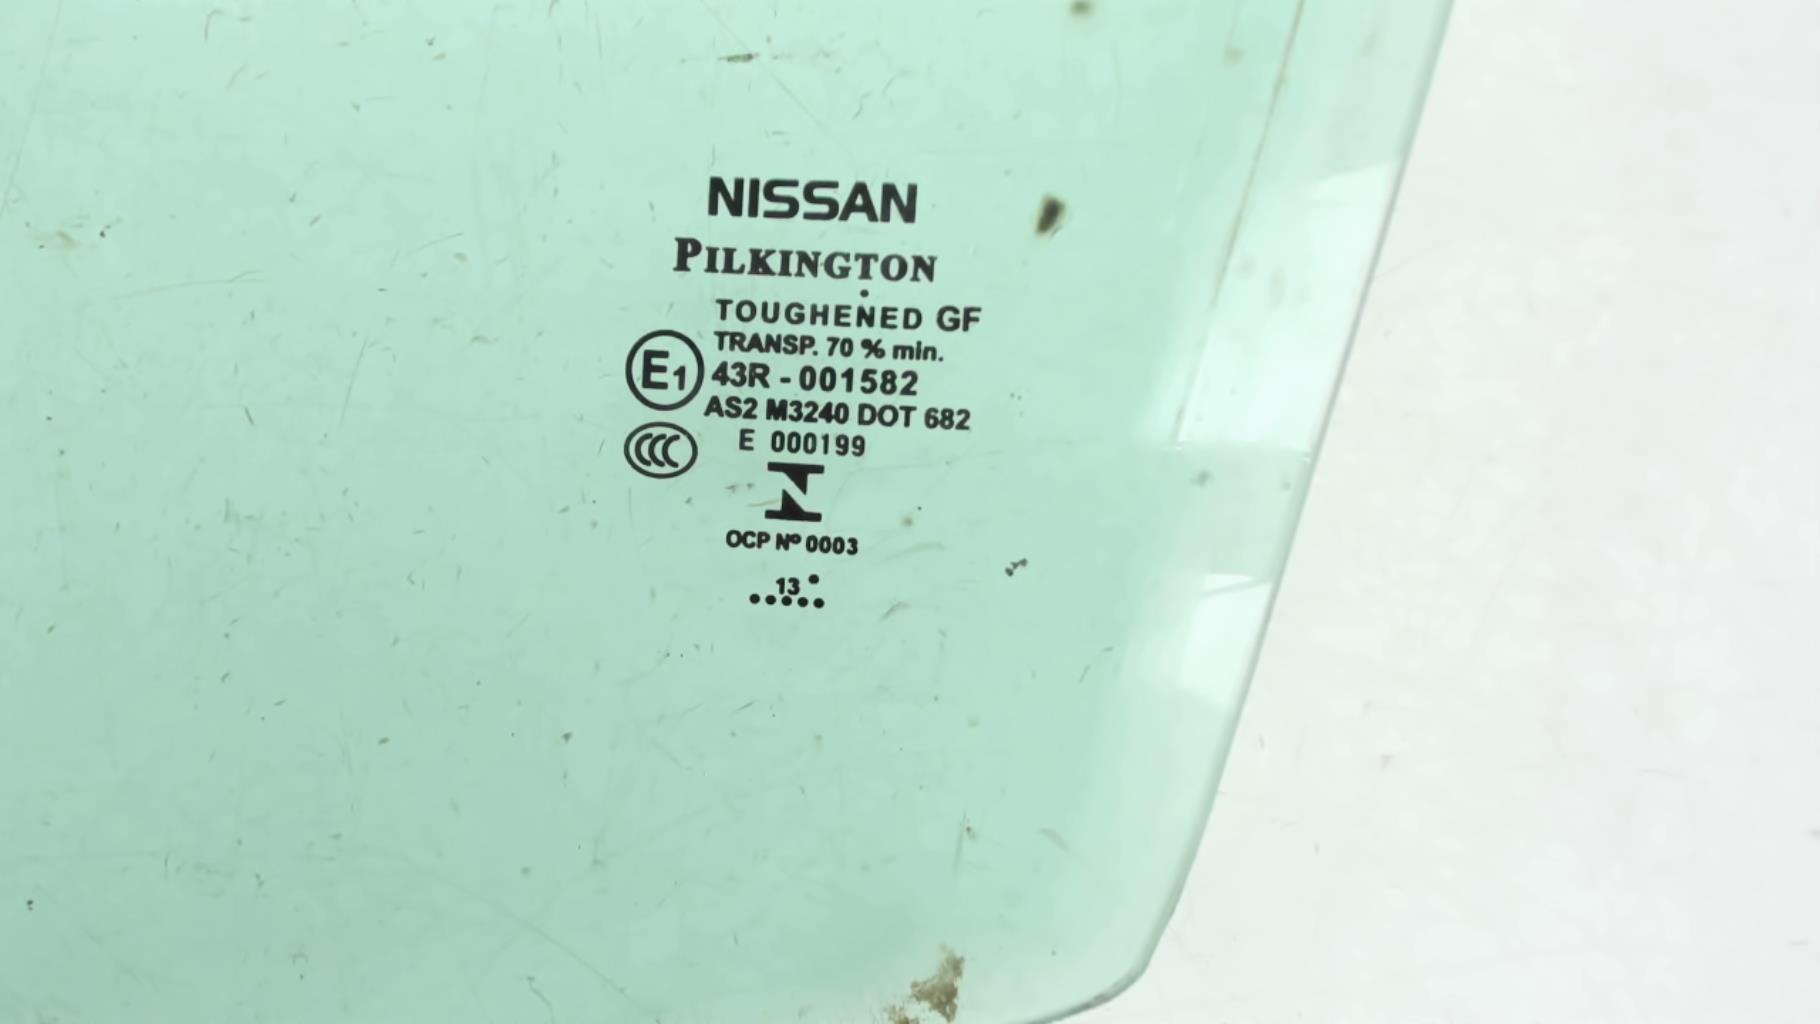 NISSAN
PILKINGTON
TOUGHENED GF
TRANSP. 70 % min.
E1 43R - 001582
AS2 M3240 DOT 682
CCC E 000199
OCP Nº 0003
13